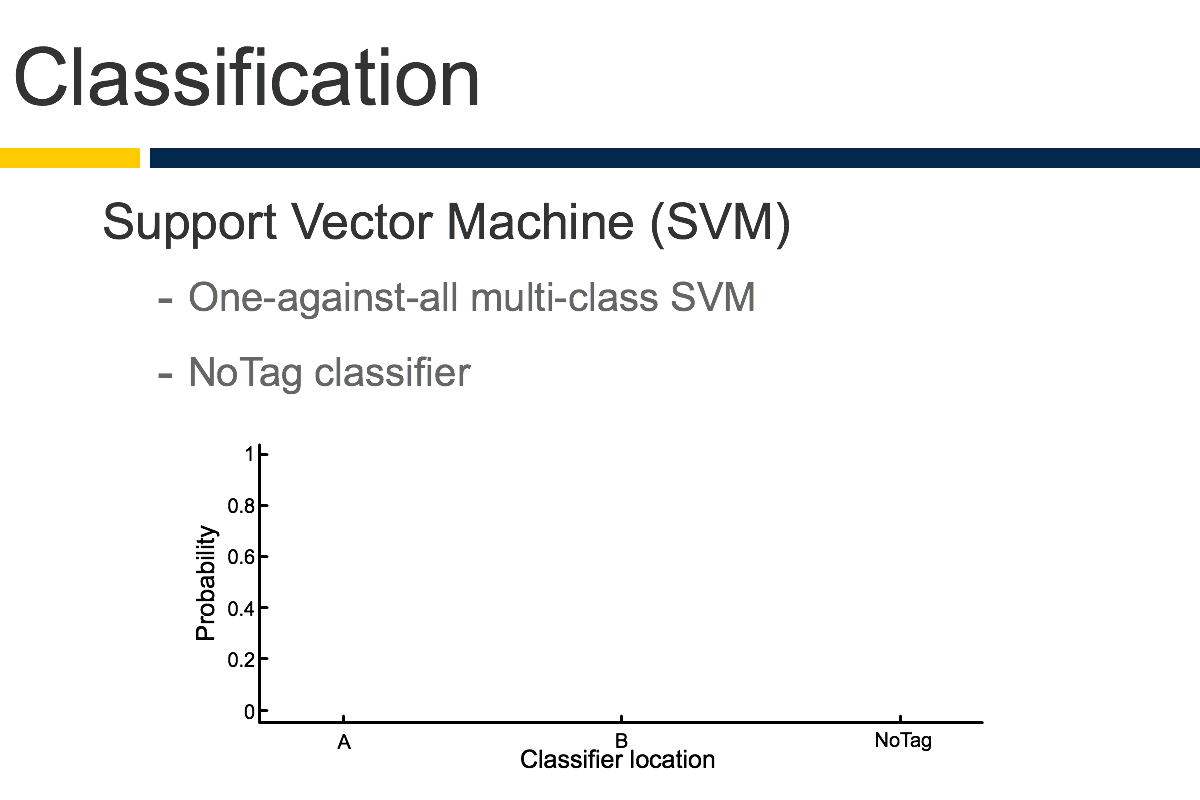 Classification
Support Vector Machine (SVM)
- One-against-all multi-class SVM
- NoTag classifier
1
0.8
0.6
0.4
0.2
0
Probability
A
B
NoTag
Classifier location